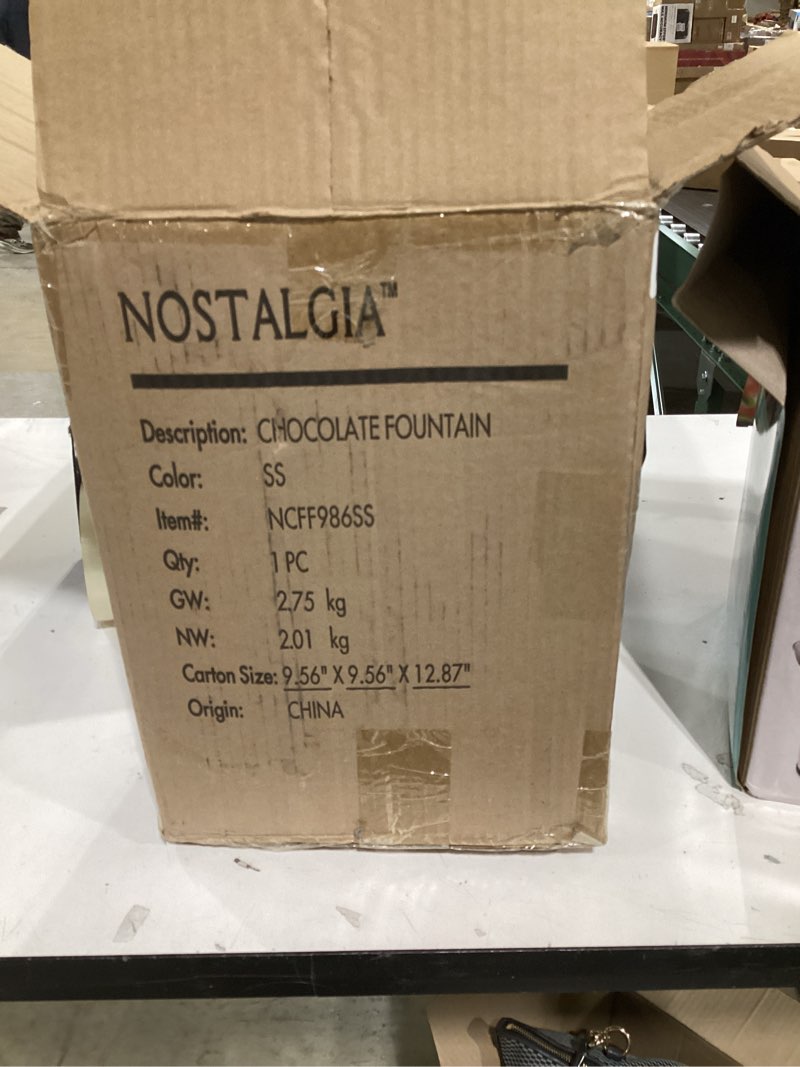 NOSTALGIA™
Description: CHOCOLATE FOUNTAIN
Color: SS
Item#: NCFF986SS
Qty: 1 PC
GW: 2.75 kg
NW: 2.01 kg
Carton Size: 9.56" X 9.56" X 12.87"
Origin: CHINA